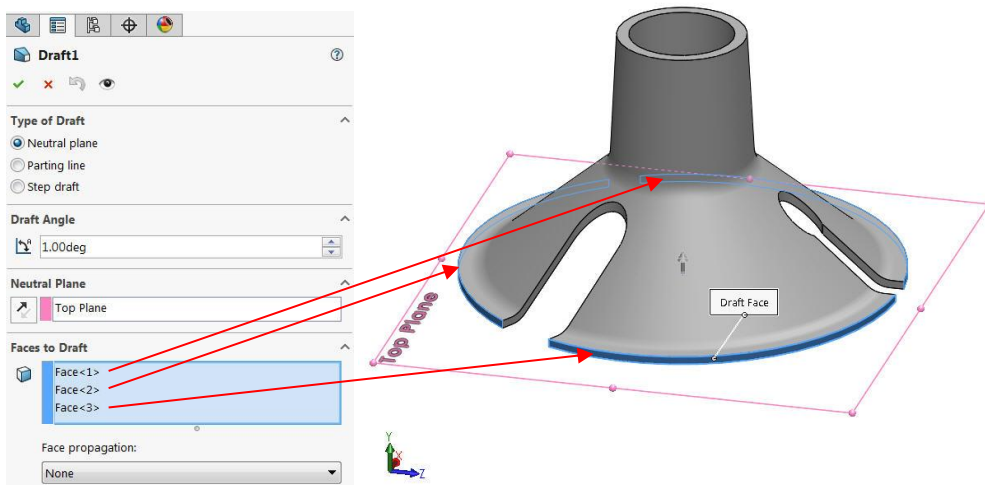 Draft1
Type of Draft
Neutral plane
Parting line
Step draft
Draft Angle
1.00deg
Neutral Plane
Top Plane
Faces to Draft
Face<1>
Face<2>
Face<3>
Face propagation:
None
Top Plane
Draft Face
Y
X
Z